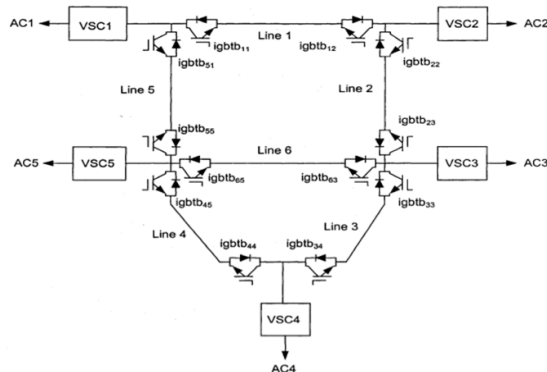 AC1 VSC1 VSC2 AC2
Line 1
igbtb11 igbtb12
igbtb51 igbtb22
Line 5 Line 2
igbtb55 igbtb23
Line 6
AC5 VSC5 VSC3 AC3
igbtb65 igbtb63
igbtb45 igbtb33
Line 4 Line 3
igbtb44 igbtb34
VSC4
AC4